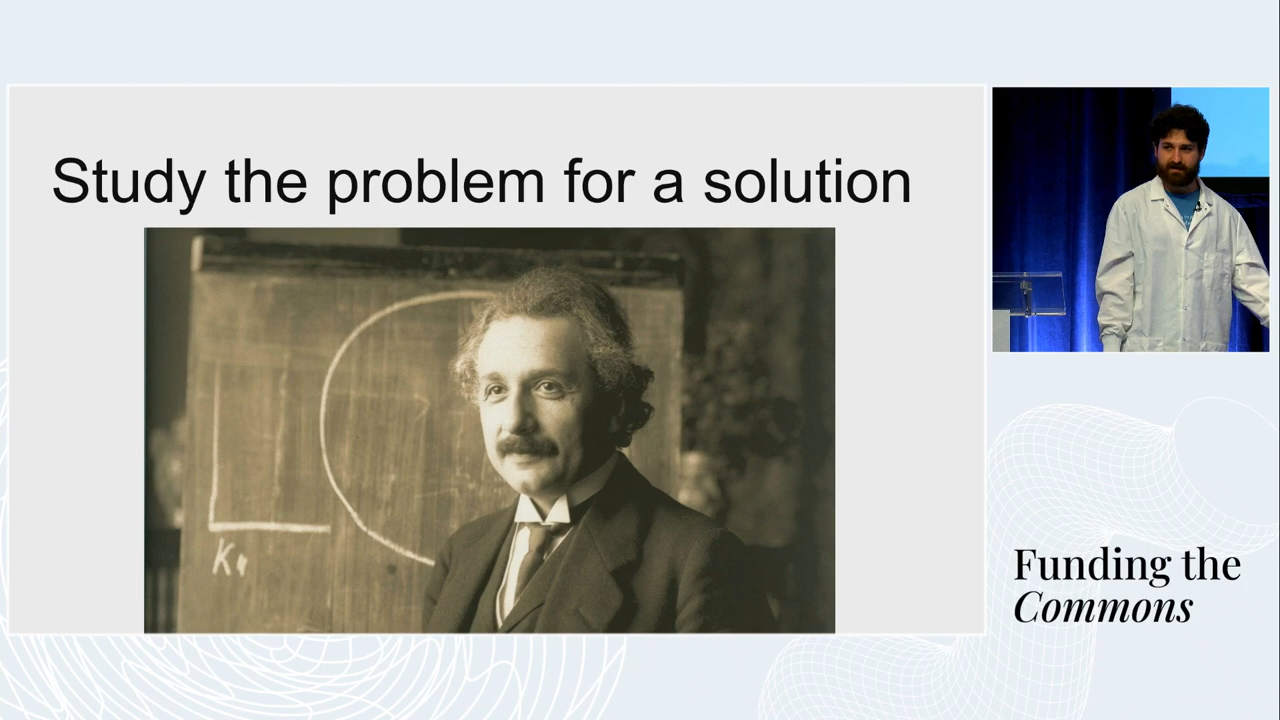 Study the problem for a solution
K
Funding the
Commons